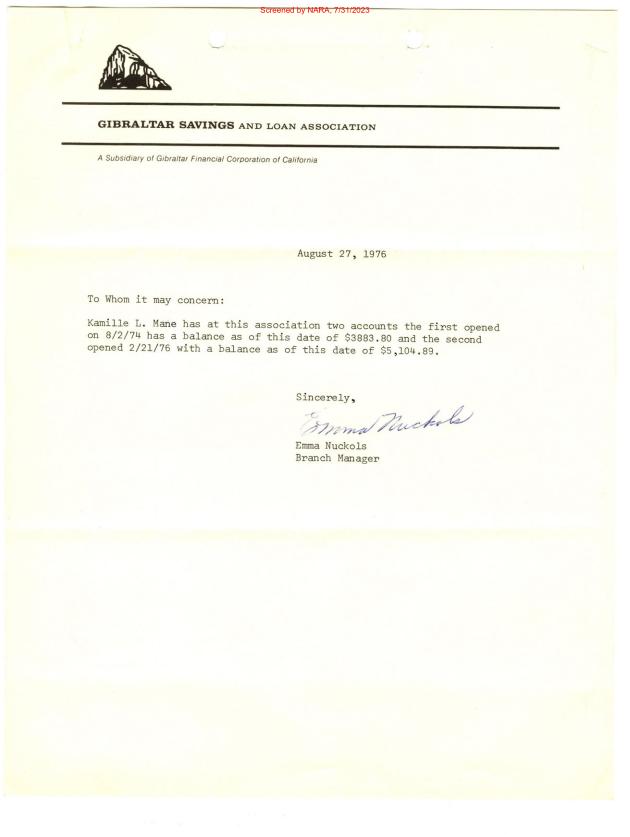 Screened by NARA, 7/31/2023
GIBRALTAR SAVINGS AND LOAN ASSOCIATION
A Subsidiary of Gibraltar Financial Corporation of California
August 27, 1976
To Whom it may concern:
Kamille L. Mane has at this association two accounts the first opened
on 8/2/74 has a balance as of this date of $3883.80 and the second
opened 2/21/76 with a balance as of this date of $5,104.89.
Sincerely,
Emma Nuckols
Emma Nuckols
Branch Manager